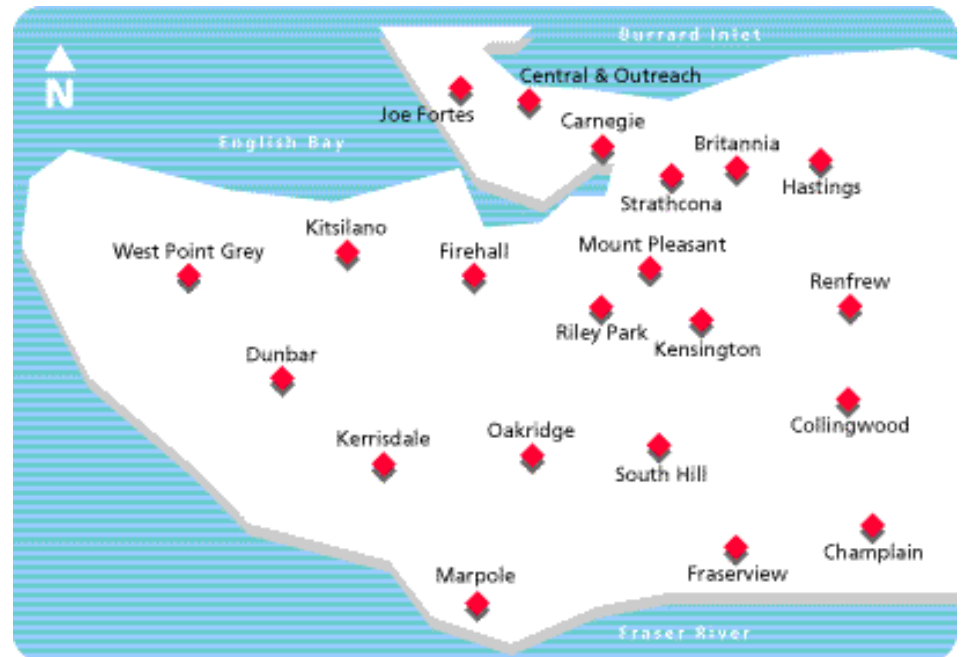 Burrard Inlet
N
Central & Outreach
Joe Fortes
Carnegie
English Bay
Britannia
Hastings
Strathcona
Kitsilano
Mount Pleasant
West Point Grey
Firehall
Renfrew
Riley Park
Kensington
Dunbar
Collingwood
Oakridge
Kerrisdale
South Hill
Champlain
Fraserview
Marpole
Fraser River